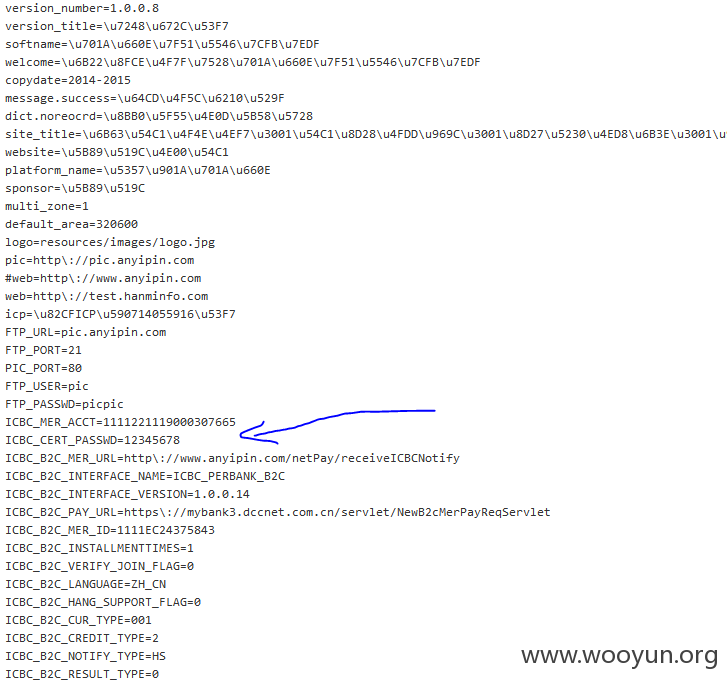 version_number=1.0.0.8
version_title=\u7248\u672C\u53F7
softname=\u701A\u660E\u7F51\u5546\u7CFB\u7EDF
welcome=\u6B22\u8FCE\u4F7F\u7528\u701A\u660E\u7F51\u5546\u7CFB\u7EDF
copydate=2014-2015
message.success=\u64CD\u4F5C\u6210\u529F
dict.noreocrd=\u8BB0\u5F55\u4E0D\u5B58\u5728
site_title=\u6B63\u54C1\u4F4E\u4EF7\u3001\u54C1\u8D28\u4FDD\u969C\u3001\u8D27\u5230\u4ED8\u6B3E\u3001\u5
website=\u5B89\u519C\u4E00\u54C1
platform_name=\u5357\u901A\u701A\u660E
sponsor=\u5B89\u519C
multi_zone=1
default_area=320600
logo=resources/images/logo.jpg
pic=http\://pic.anyipin.com
#web=http\://www.anyipin.com
web=http\://test.hanminfo.com
icp=\u82CFICP\u590714055916\u53F7
FTP_URL=pic.anyipin.com
FTP_PORT=21
PIC_PORT=80
FTP_USER=pic
FTP_PASSWD=picpic
ICBC_MER_ACCT=1111221119000307665
ICBC_CERT_PASSWD=12345678
ICBC_B2C_MER_URL=http\://www.anyipin.com/netPay/receiveICBCNotify
ICBC_B2C_INTERFACE_NAME=ICBC_PERBANK_B2C
ICBC_B2C_INTERFACE_VERSION=1.0.0.14
ICBC_B2C_PAY_URL=https\://mybank3.dccnet.com.cn/servlet/NewB2cMerPayReqServlet
ICBC_B2C_MER_ID=1111EC24375843
ICBC_B2C_INSTALLMENTTIMES=1
ICBC_B2C_VERIFY_JOIN_FLAG=0
ICBC_B2C_LANGUAGE=ZH_CN
ICBC_B2C_HANG_SUPPORT_FLAG=0
ICBC_B2C_CUR_TYPE=001
ICBC_B2C_CREDIT_TYPE=2
ICBC_B2C_NOTIFY_TYPE=HS
ICBC_B2C_RESULT_TYPE=0
www.wooyun.org